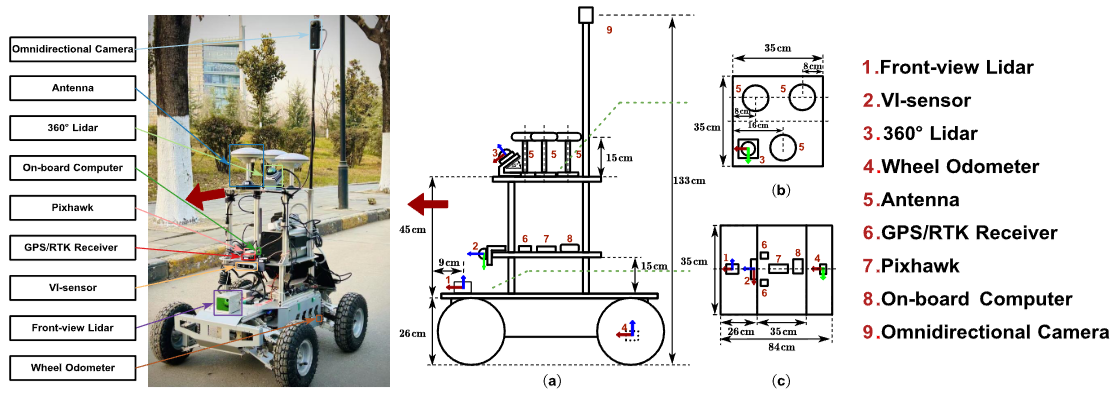 Omnidirectional Camera
Antenna
360° Lidar
On-board Computer
Pixhawk
GPS/RTK Receiver
VI-sensor
Front-view Lidar
Wheel Odometer
9
3
5
5
5
15cm
133cm
45cm
2
6
7
8
9cm
1
15cm
26cm
4
(a)
35cm
8cm
5
5
8cm
16cm
35cm
3
5
(b)
35cm
1
2
6
6
7
8
4
26cm
35cm
84cm
(c)
1.Front-view Lidar
2.VI-sensor
3.360° Lidar
4.Wheel Odometer
5.Antenna
6.GPS/RTK Receiver
7.Pixhawk
8.On-board Computer
9.Omnidirectional Camera